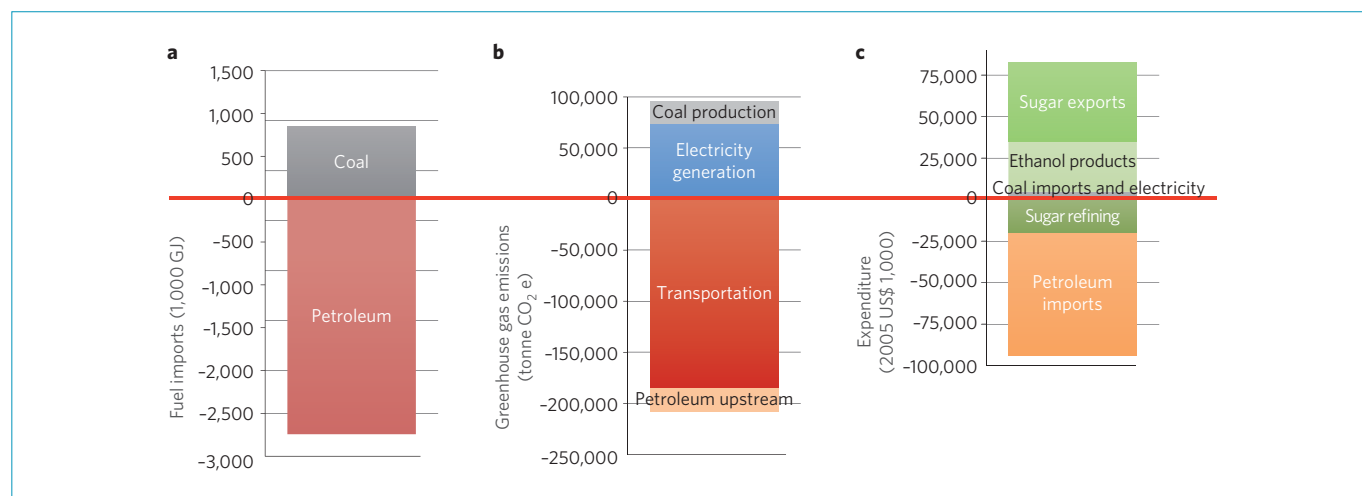 a
Fuel imports (1,000 GJ)
1,500
1,000
500
0
–500
–1,000
–1,500
–2,000
–2,500
–3,000
Coal
Petroleum
b
Greenhouse gas emissions
(tonne CO₂ e)
100,000
50,000
0
–50,000
–100,000
–150,000
–200,000
–250,000
Coal production
Electricity
generation
Transportation
Petroleum upstream
c
Expenditure
(2005 US$ 1,000)
75,000
50,000
25,000
0
–25,000
–50,000
–75,000
–100,000
Sugar exports
Ethanol products
Coal imports and electricity
Sugar refining
Petroleum
imports